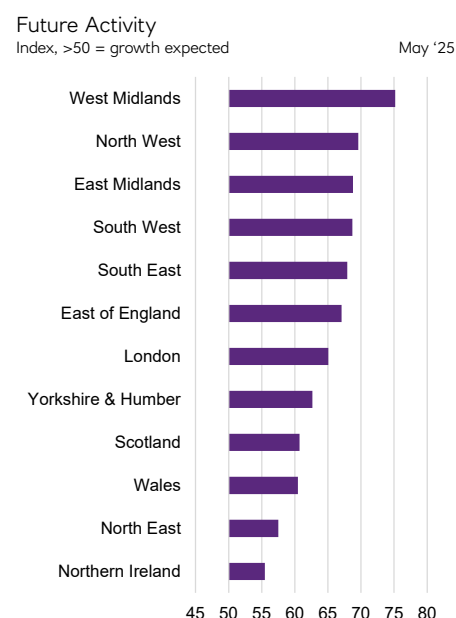 Future Activity
Index, >50 = growth expected
May ‘25
West Midlands
North West
East Midlands
South West
South East
East of England
London
Yorkshire & Humber
Scotland
Wales
North East
Northern Ireland
45 50 55 60 65 70 75 80